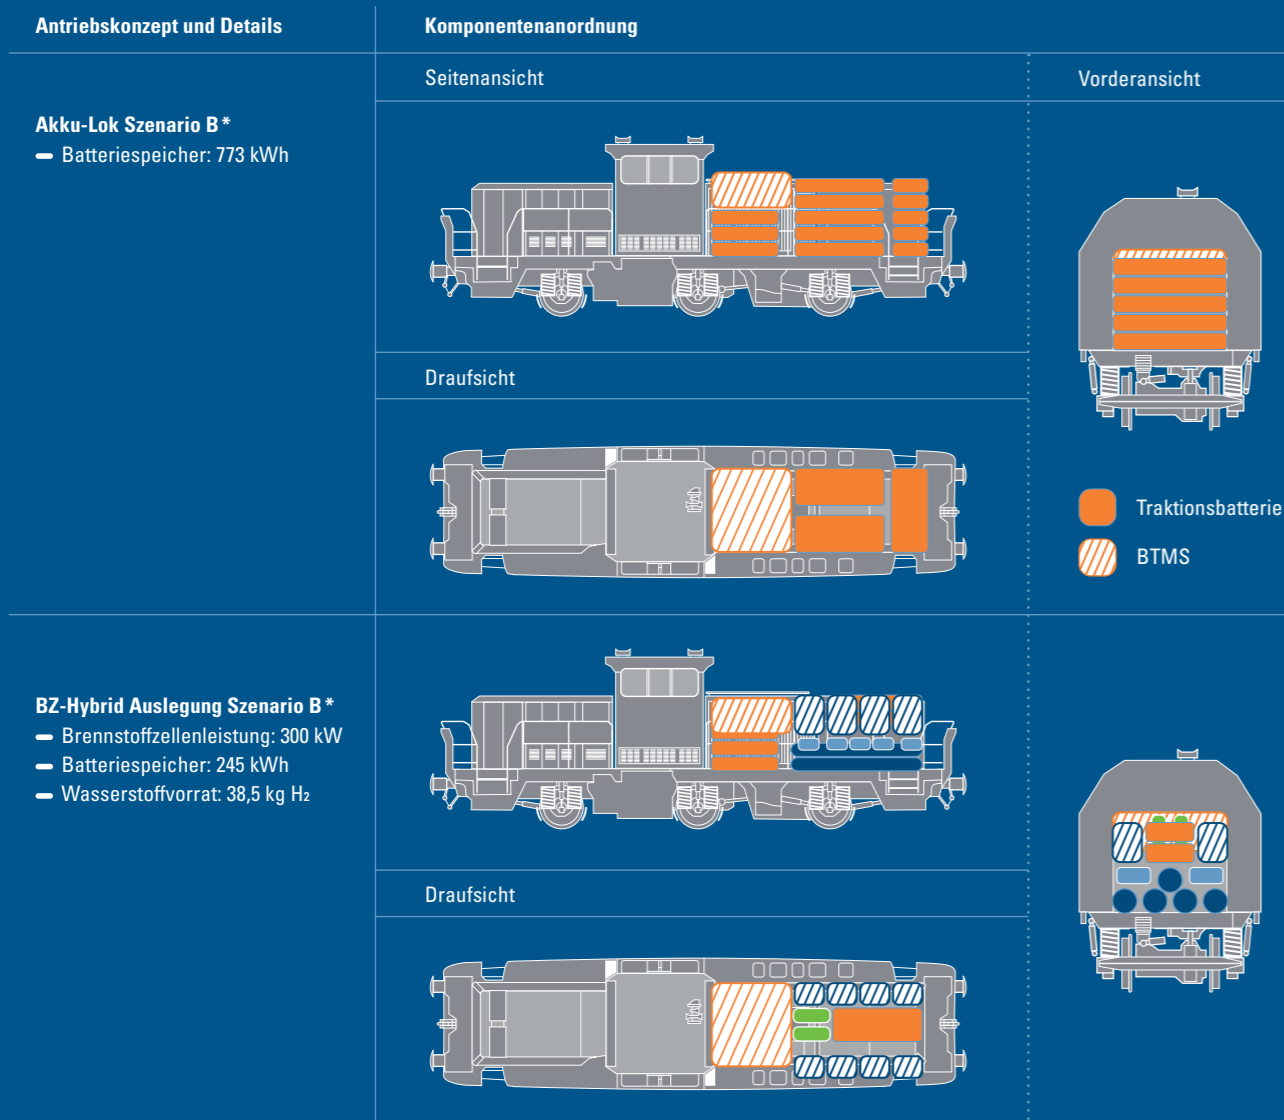 Antriebskonzept und Details
Komponentenanordnung
Seitenansicht
Vorderansicht
Akku-Lok Szenario B*
Batteriespeicher: 773 kWh
Draufsicht
Traktionsbatterie
BTMS
BZ-Hybrid Auslegung Szenario B*
Brennstoffzellenleistung: 300 kW
Batteriespeicher: 245 kWh
Wasserstoffvorrat: 38,5 kg H₂
Draufsicht